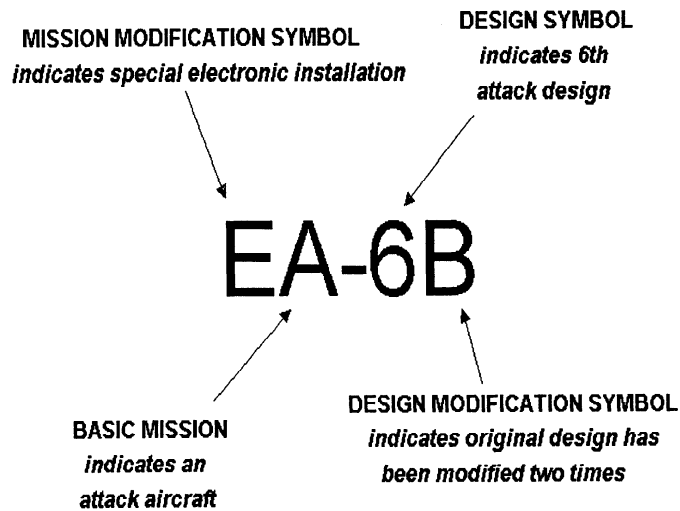 MISSION MODIFICATION SYMBOL
indicates special electronic installation
DESIGN SYMBOL
indicates 6th
attack design
EA-6B
BASIC MISSION
indicates an
attack aircraft
DESIGN MODIFICATION SYMBOL
indicates original design has
been modified two times